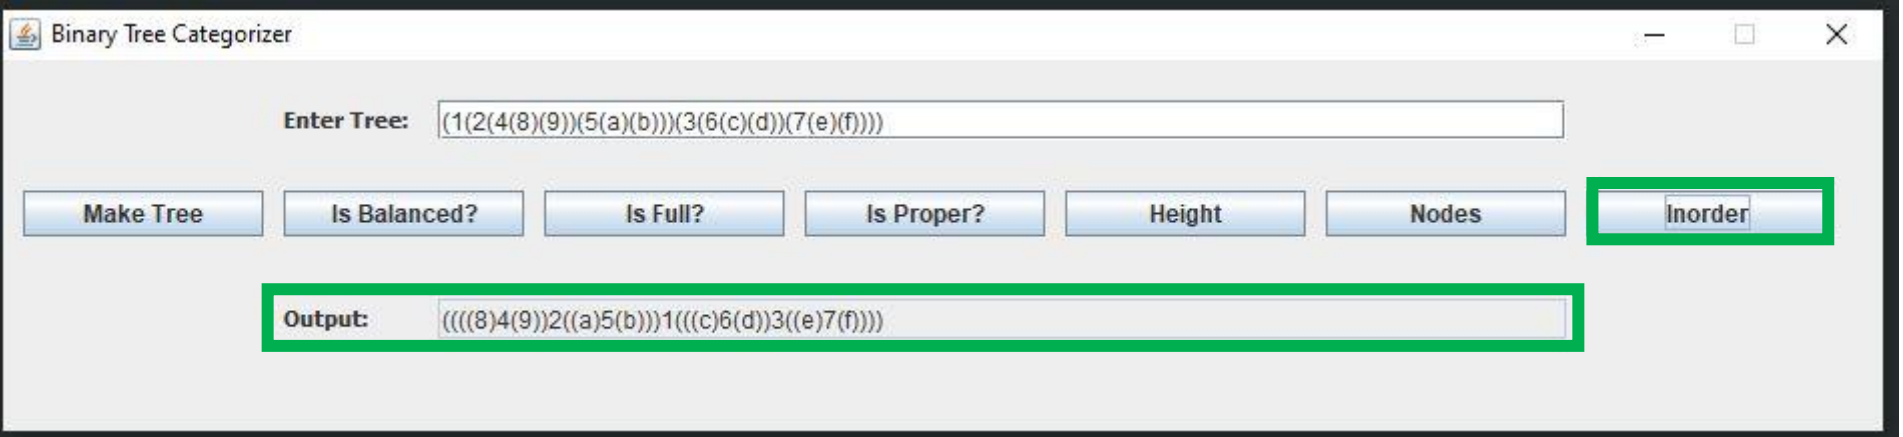 Binary Tree Categorizer
Enter Tree: (1(2(4(8)(9))(5(a)(b)))(3(6(c)(d))(7(e)(f))))
Make Tree Is Balanced? Is Full? Is Proper? Height Nodes Inorder
Output: ((((8)4(9))2((a)5(b)))1(((c)6(d))3((e)7(f))))